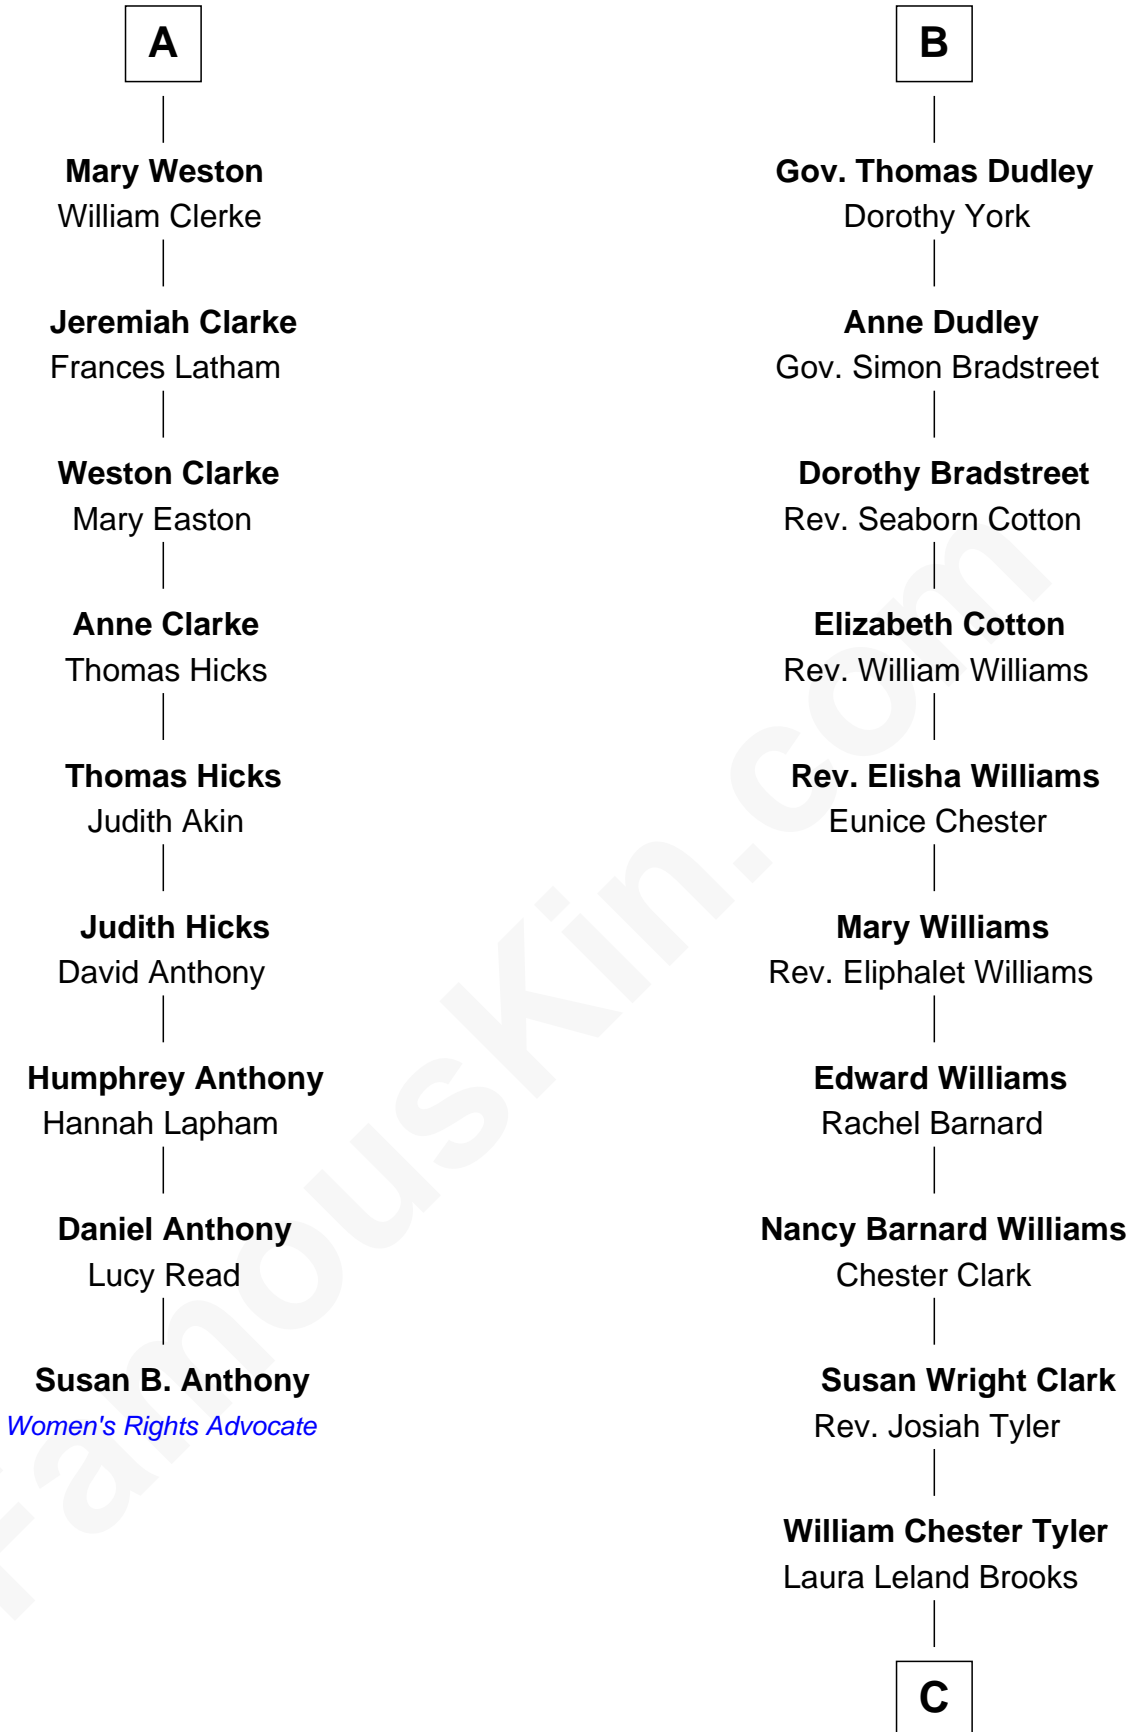 A
Mary Weston
William Clerke
Jeremiah Clarke
Frances Latham
Weston Clarke
Mary Easton
Anne Clarke
Thomas Hicks
Thomas Hicks
Judith Akin
Judith Hicks
David Anthony
Humphrey Anthony
Hannah Lapham
Daniel Anthony
Lucy Read
Susan B. Anthony
Women's Rights Advocate
B
Gov. Thomas Dudley
Dorothy York
Anne Dudley
Gov. Simon Bradstreet
Dorothy Bradstreet
Rev. Seaborn Cotton
Elizabeth Cotton
Rev. William Williams
Rev. Elisha Williams
Eunice Chester
Mary Williams
Rev. Eliphalet Williams
Edward Williams
Rachel Barnard
Nancy Barnard Williams
Chester Clark
Susan Wright Clark
Rev. Josiah Tyler
William Chester Tyler
Laura Leland Brooks
C
FamousKin.com